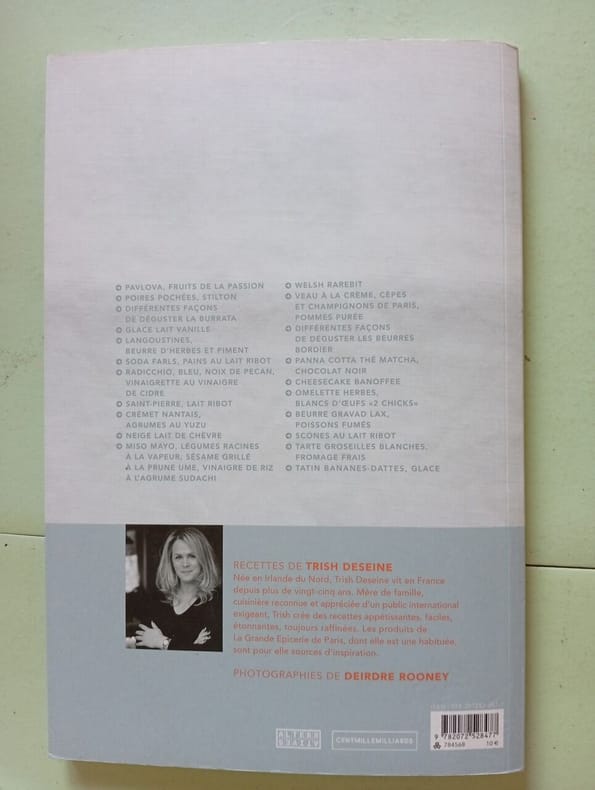 PAVLOVA, FRUITS DE LA PASSION
POIRES POCHÉES, STILTON
DIFFÉRENTES FAÇONS
DE DÉGUSTER LA BURRATA
GLACE LAIT VANILLE
LANGOUSTINES,
BEURRE D'HERBES ET PIMENT
SODA FARLS, PAINS AU LAIT RIBOT
RADICCHIO, BLEU, NOIX DE PÉCAN,
VINAIGRETTE AU VINAIGRE
DE CIDRE
SAINT-PIERRE, LAIT RIBOT
CRÉMET NANTAIS,
AGRUMES AU YUZU
NEIGE LAIT DE CHÈVRE
MISO MAYO, LÉGUMES RACINES
À LA VAPEUR, SÉSAME GRILLÉ
À LA PRUNE UME, VINAIGRE DE RIZ
À L'AGRUME SUDACHI
WELSH RAREBIT
VEAU À LA CRÈME, CÈPES
ET CHAMPIGNONS DE PARIS,
POMMES PURÉE
DIFFÉRENTES FAÇONS
DE DÉGUSTER LES BEURRES
BORDIER
PANNA COTTA THÉ MATCHA,
CHOCOLAT NOIR
CHEESECAKE BANOFFEE
OMELETTE HERBES,
BLANCS D'ŒUFS «2 CHICKS»
BEURRE GRAVAD LAX,
POISSONS FUMÉS
SCONES AU LAIT RIBOT
TARTE GROSEILLES BLANCHES,
FROMAGE FRAIS
TATIN BANANES-DATTES, GLACE
RECETTES DE TRISH DESEINE
Née en Irlande du Nord, Trish Deseine vit en France
depuis plus de vingt-cinq ans. Mère de famille,
cuisinière reconnue et appréciée d'un public international
exigeant, Trish crée des recettes appétissantes, faciles,
étonnantes, toujours raffinées. Les produits de
La Grande Epicerie de Paris, dont elle est une habituée,
sont pour elle sources d'inspiration.
PHOTOGRAPHIES DE DEIRDRE ROONEY
ALTERN
ATIVES
CENTMILLEMILLIARDS
9 782072 528477
784568 10 €